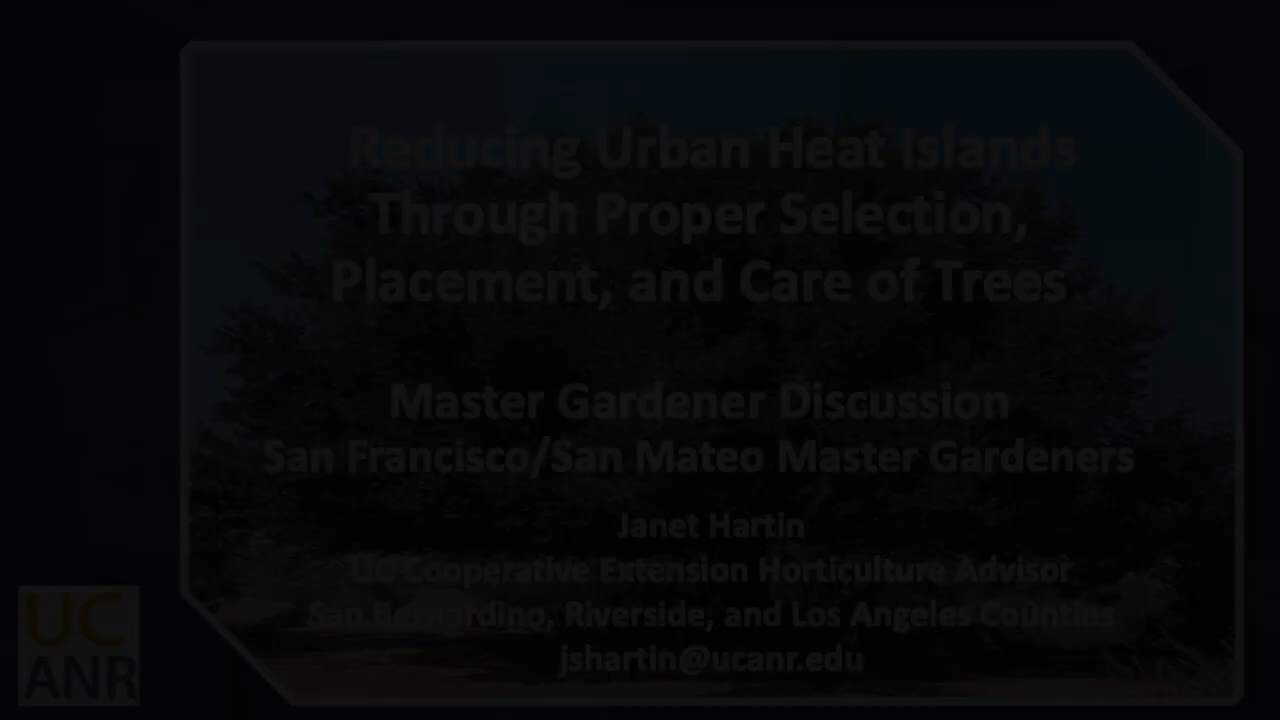 Reducing Urban Heat Islands
Through Proper Selection,
Placement, and Care of Trees
Master Gardener Discussion
San Francisco/San Mateo Master Gardeners
Janet Hartin
UC Cooperative Extension Horticulture Advisor
San Bernardino, Riverside, and Los Angeles Counties
jshartin@ucanr.edu
UC
ANR